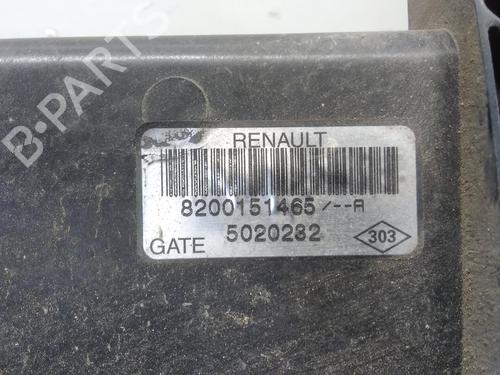 B-PARTS
RENAULT
8200151465/--A
GATE 5020282
303